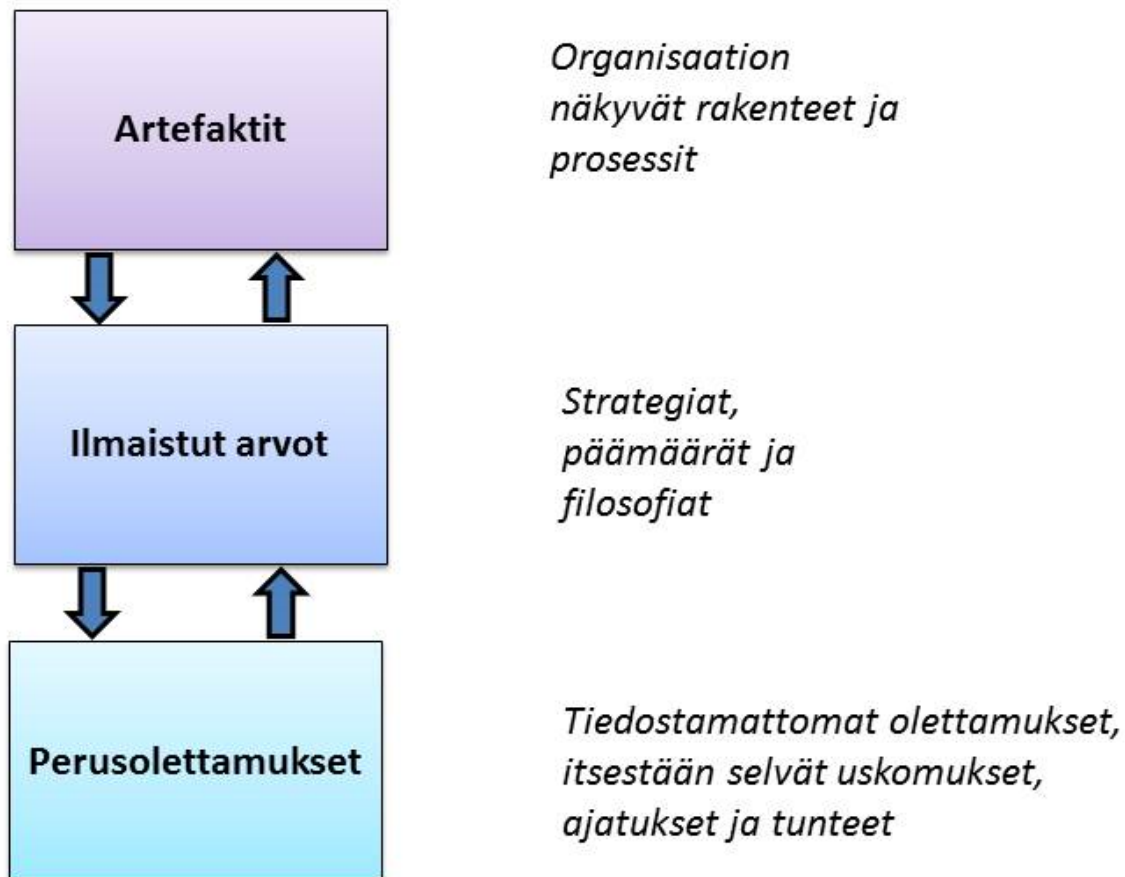 Artefaktit
Organisaation
näkyvät rakenteet ja
prosessit
Ilmaistut arvot
Strategiat,
päämäärät ja
filosofiat
Perusolettamukset
Tiedostamattomat olettamukset,
itsestään selvät uskomukset,
ajatukset ja tunteet